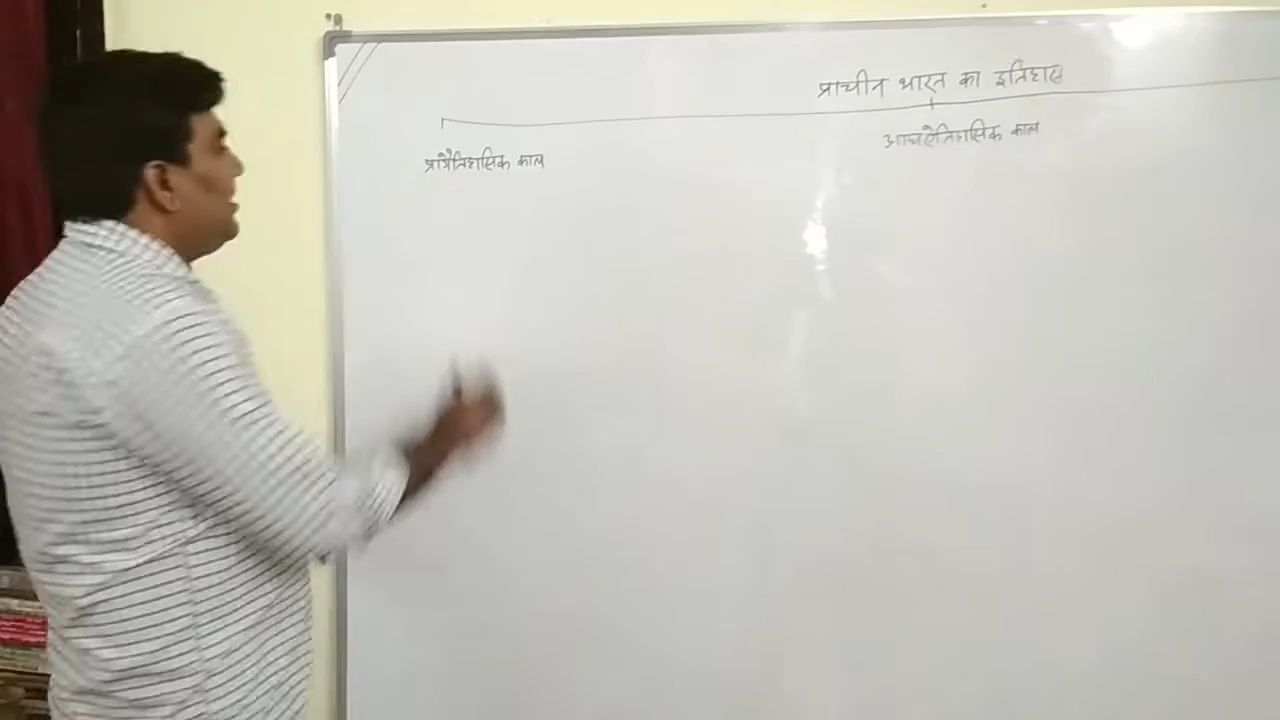 प्राचीन भारत का इतिहास
प्रागैतिहासिक काल
आद्यऐतिहासिक काल